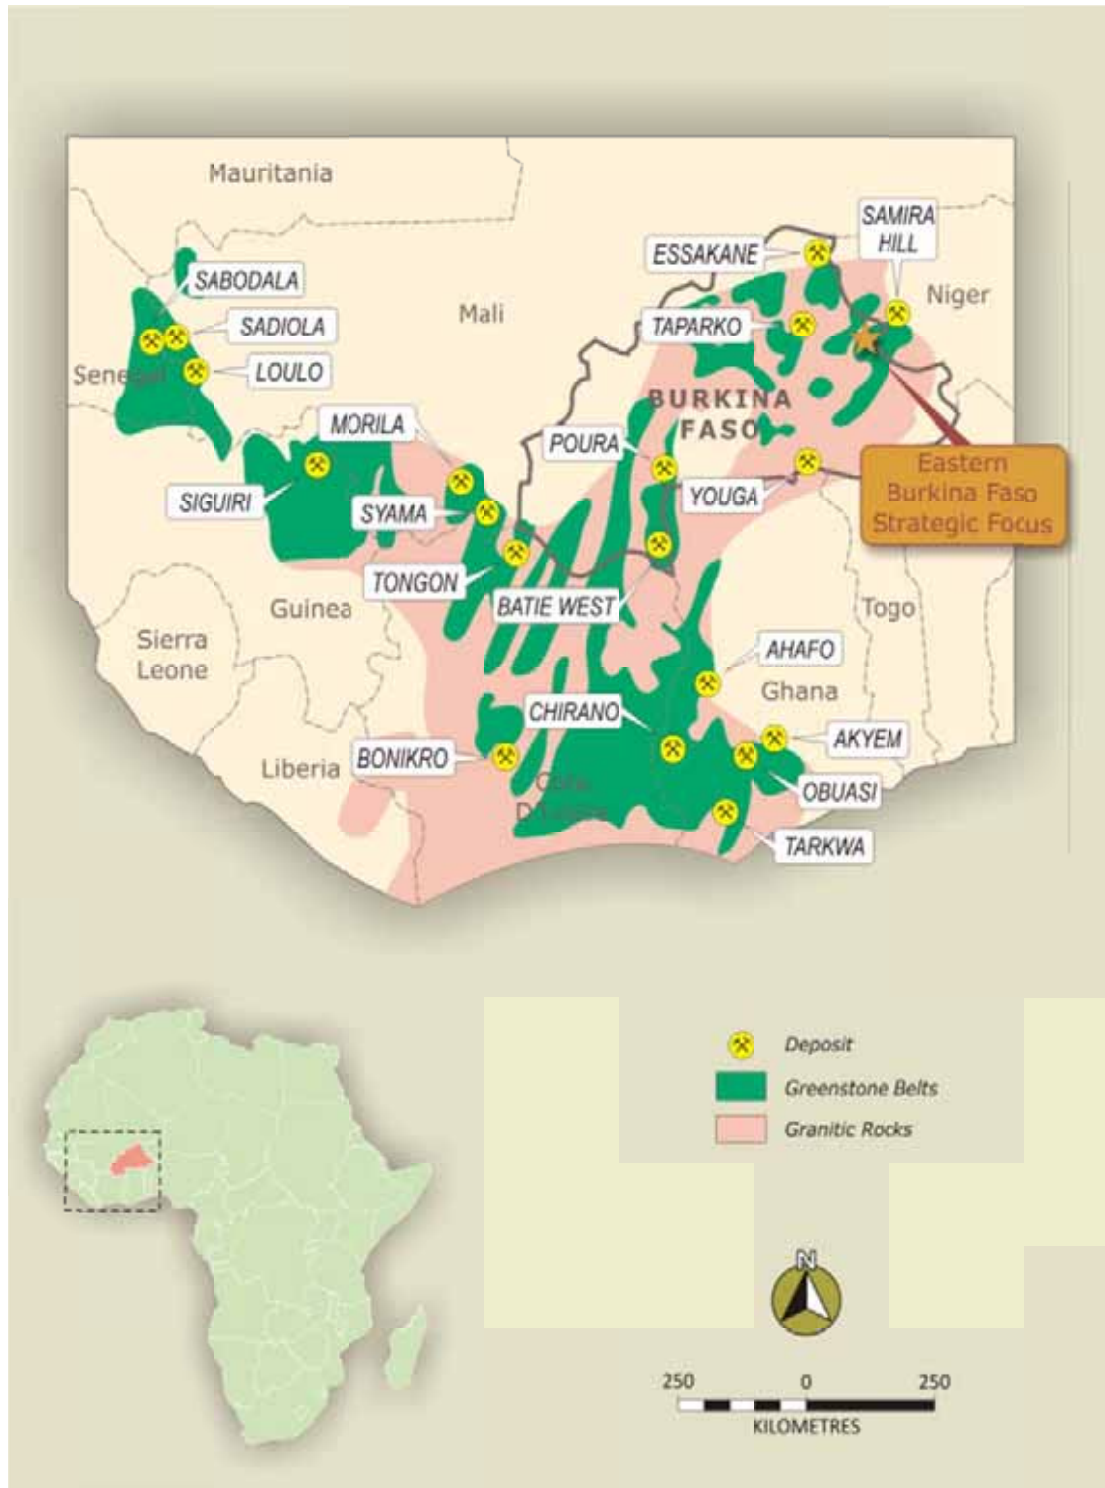 Mauritania
SAMIRA
HILL
ESSAKANE
SABODALA
Niger
Mali
SADIOLA
TAPARKO
Senegal
LOULO
BURKINA
FASO
MORILA
POURA
Eastern
Burkina Faso
Strategic Focus
SIGUIRI
SYAMA
YOUGA
TONGON
BATIE WEST
Guinea
Togo
Sierra
Leone
AHAFO
Ghana
CHIRANO
AKYEM
BONIKRO
Liberia
OBUASI
TARKWA
Deposit
Greenstone Belts
Granitic Rocks
N
250 0 250
KILOMETRES